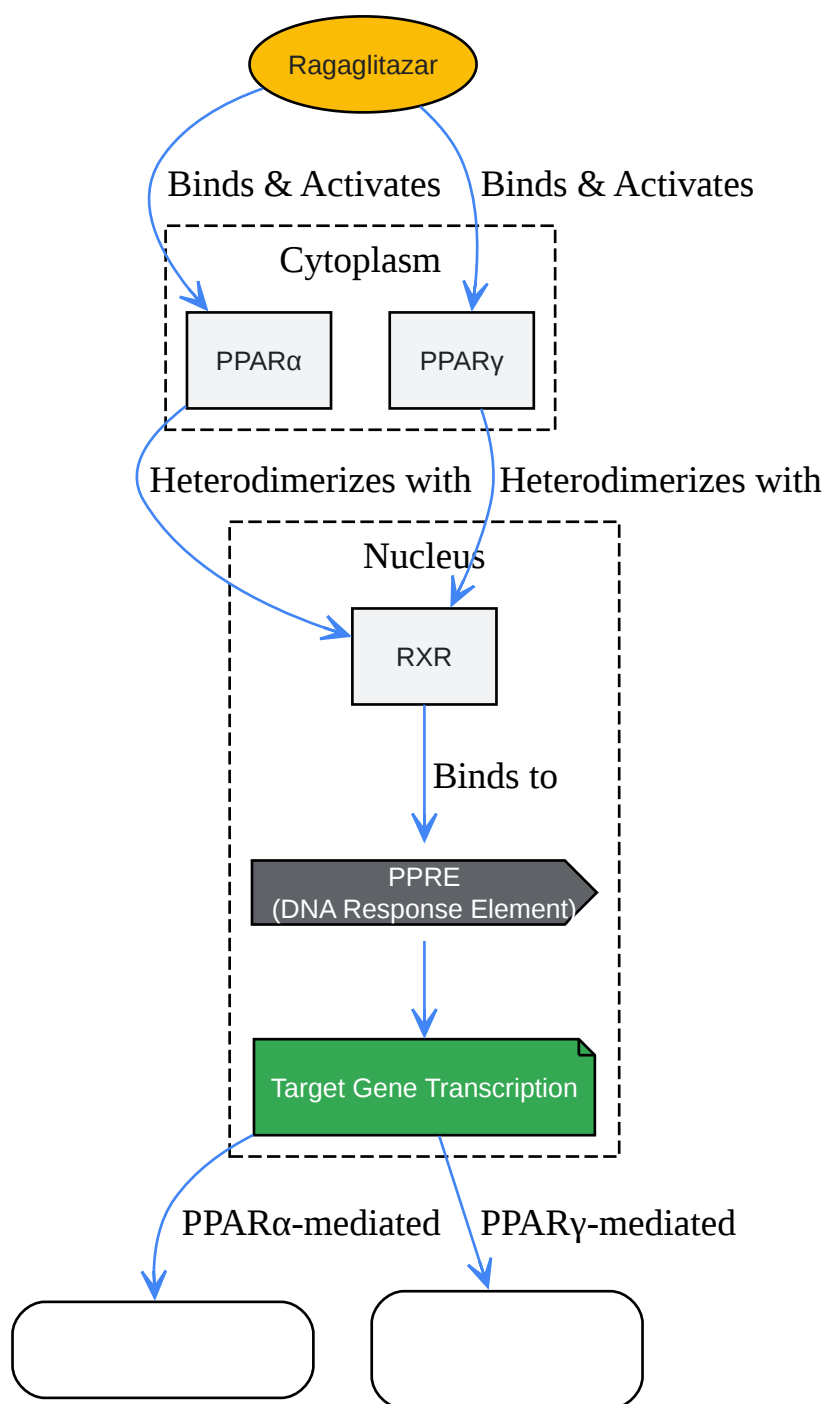 Ragaglitazar
Binds & Activates
Binds & Activates
Cytoplasm
PPARα
PPARγ
Heterodimerizes with
Heterodimerizes with
Nucleus
RXR
Binds to
PPRE
(DNA Response Element)
Target Gene Transcription
PPARα-mediated
PPARγ-mediated